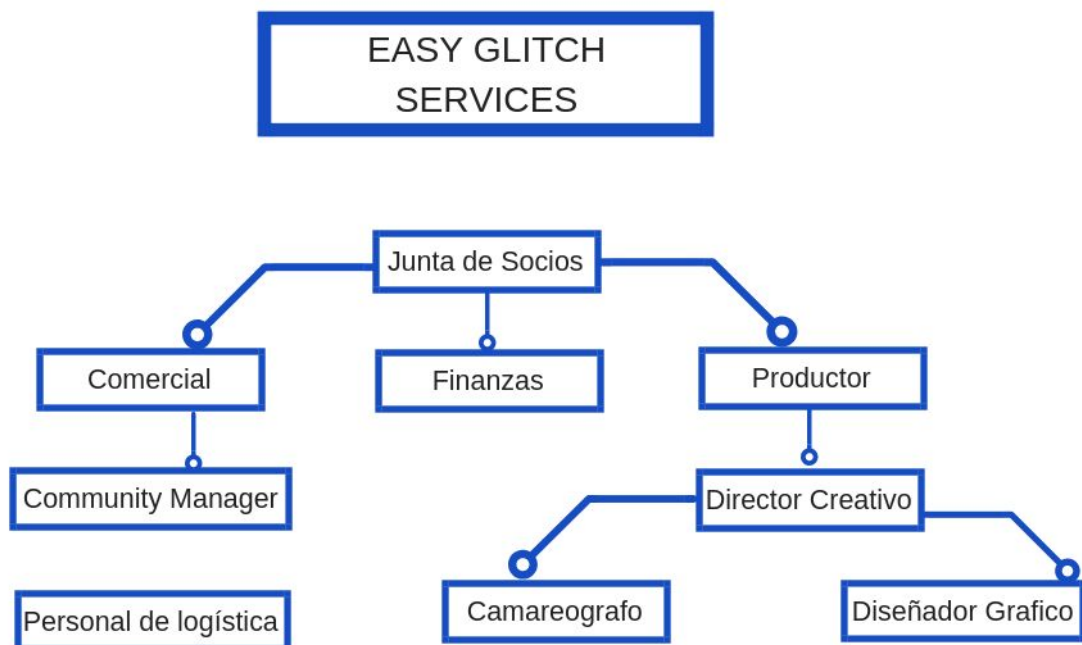 EASY GLITCH
SERVICES
Junta de Socios
Comercial
Finanzas
Productor
Community Manager
Director Creativo
Personal de logística
Camareografo
Diseñador Grafico